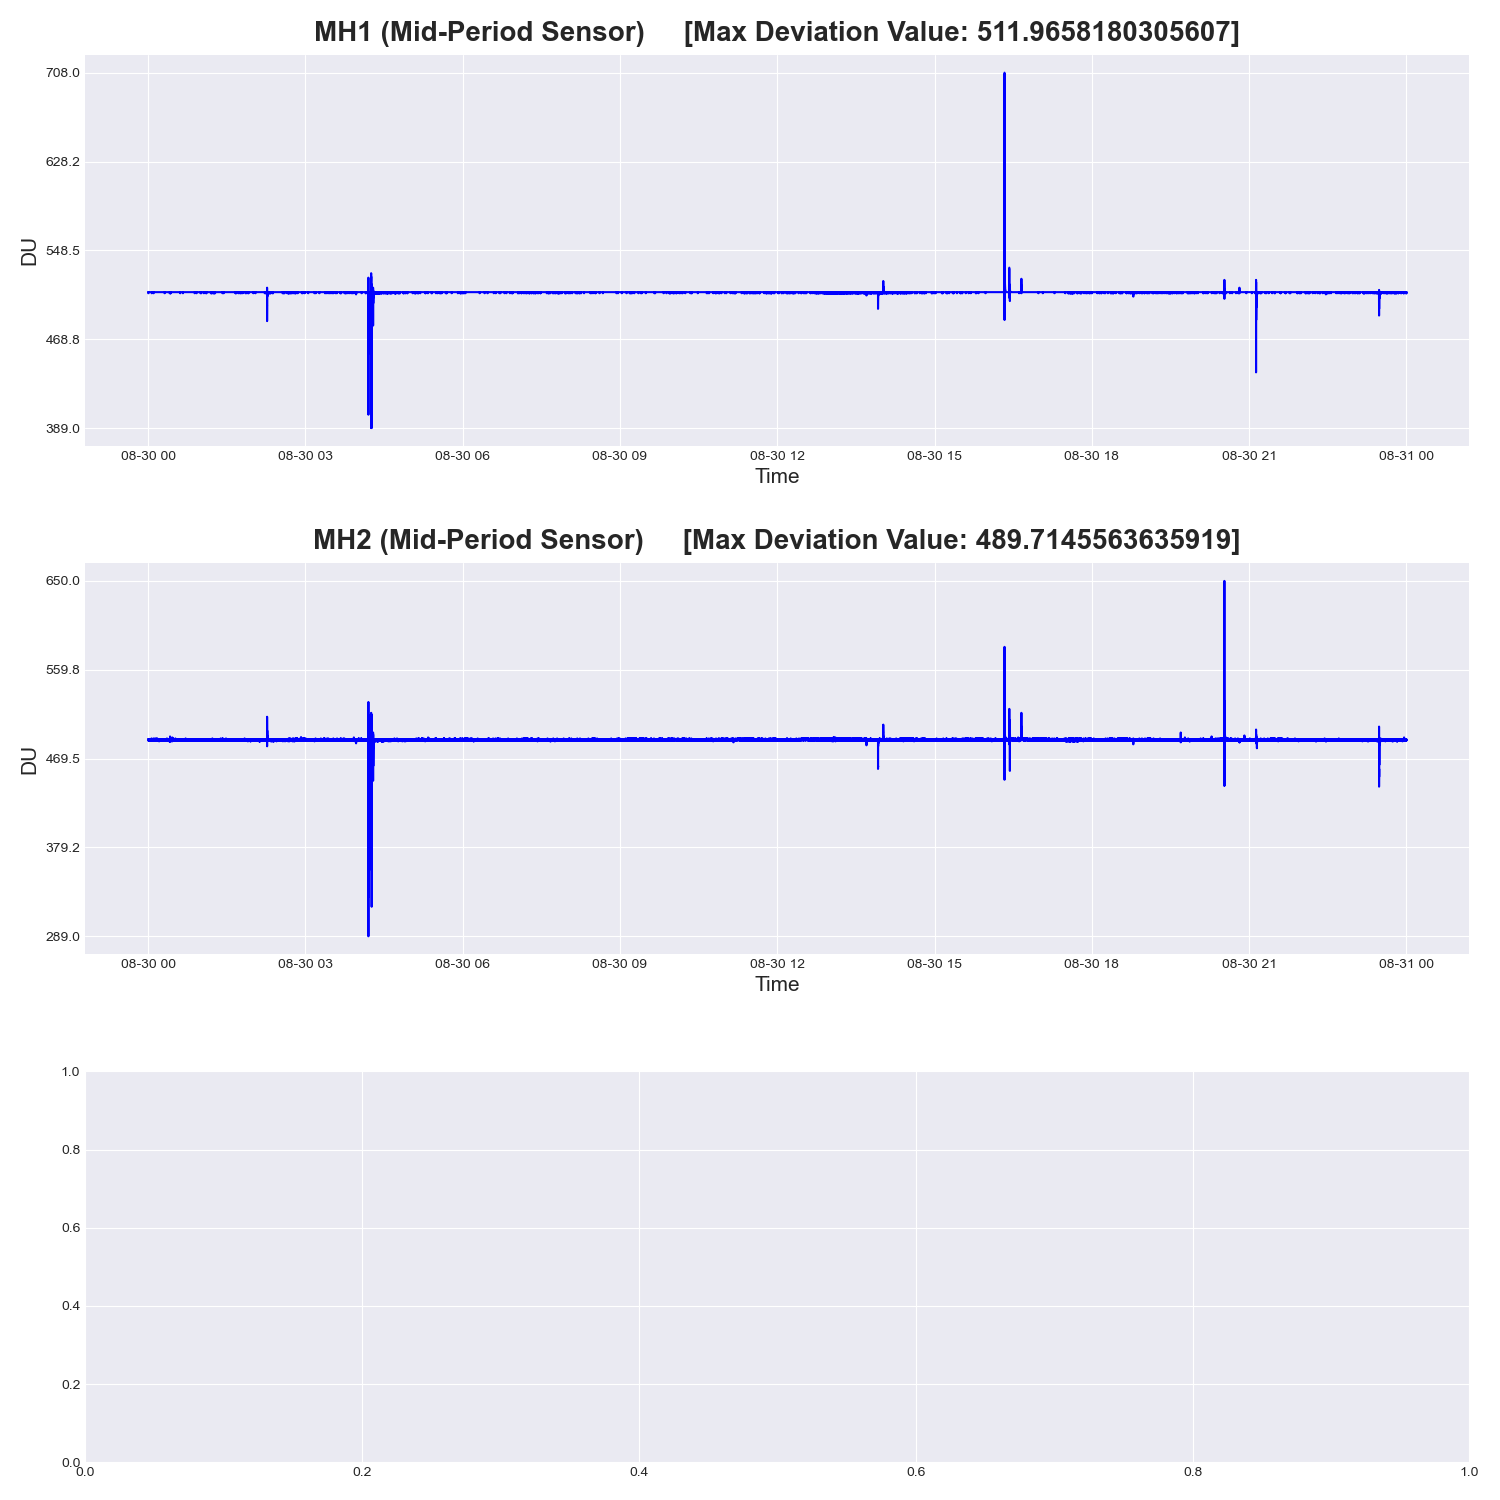 MH1 (Mid-Period Sensor) [Max Deviation Value: 511.9658180305607]
708.0
628.2
548.5
468.8
389.0
DU
08-30 00 08-30 03 08-30 06 08-30 09 08-30 12 08-30 15 08-30 18 08-30 21 08-31 00
Time
MH2 (Mid-Period Sensor) [Max Deviation Value: 489.7145563635919]
650.0
559.8
469.5
379.2
289.0
DU
08-30 00 08-30 03 08-30 06 08-30 09 08-30 12 08-30 15 08-30 18 08-30 21 08-31 00
Time
1.0
0.8
0.6
0.4
0.2
0.0
0.0 0.2 0.4 0.6 0.8 1.0